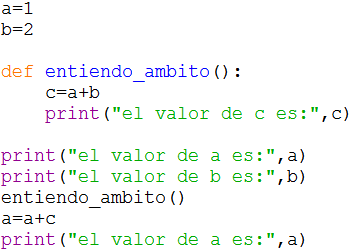 a=1
b=2
def entiendo_ambito():
c=a+b
print("el valor de c es:",c)
print("el valor de a es:",a)
print("el valor de b es:",b)
entiendo_ambito()
a=a+c
print("el valor de a es:",a)